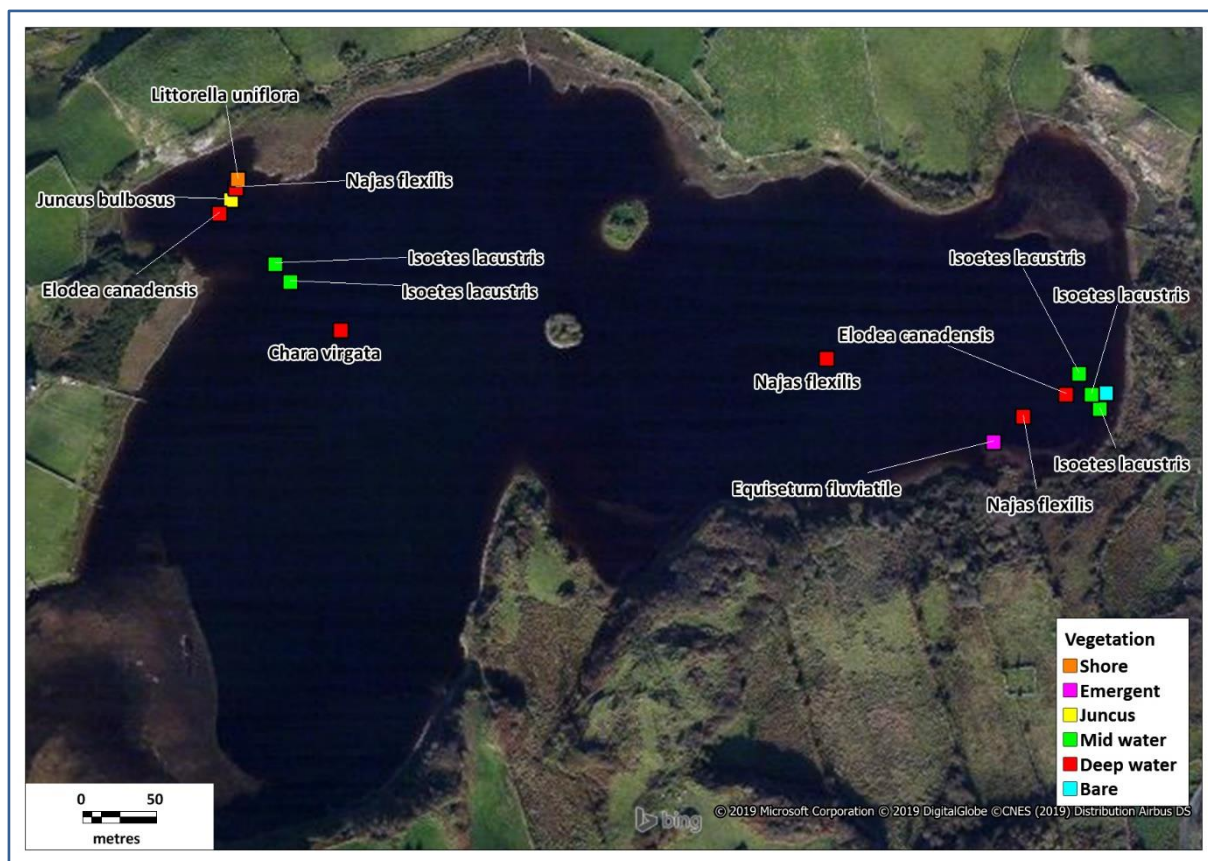 Littorella uniflora
Najas flexilis
Juncus bulbosus
Isoetes lacustris
Isoetes lacustris
Isoetes lacustris
Elodea canadensis
Isoetes lacustris
Elodea canadensis
Chara virgata
Najas flexilis
Isoetes lacustris
Equisetum fluviatile
Najas flexilis
Vegetation
Shore
Emergent
Juncus
Mid water
Deep water
Bare
0 50
metres
bing
© 2019 Microsoft Corporation © 2019 DigitalGlobe ©CNES (2019) Distribution Airbus DS